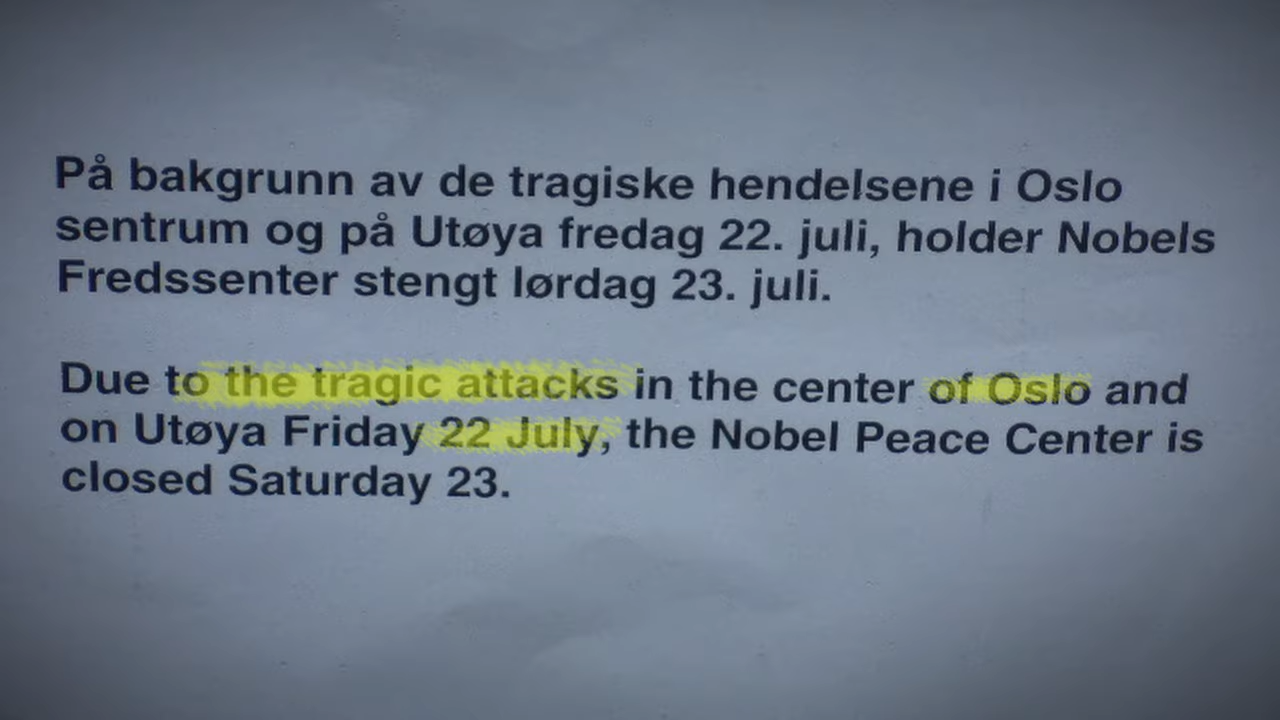 På bakgrunn av de tragiske hendelsene i Oslo
sentrum og på Utøya fredag 22. juli, holder Nobels
Fredssenter stengt lørdag 23. juli.
Due to the tragic attacks in the center of Oslo and
on Utøya Friday 22 July, the Nobel Peace Center is
closed Saturday 23.